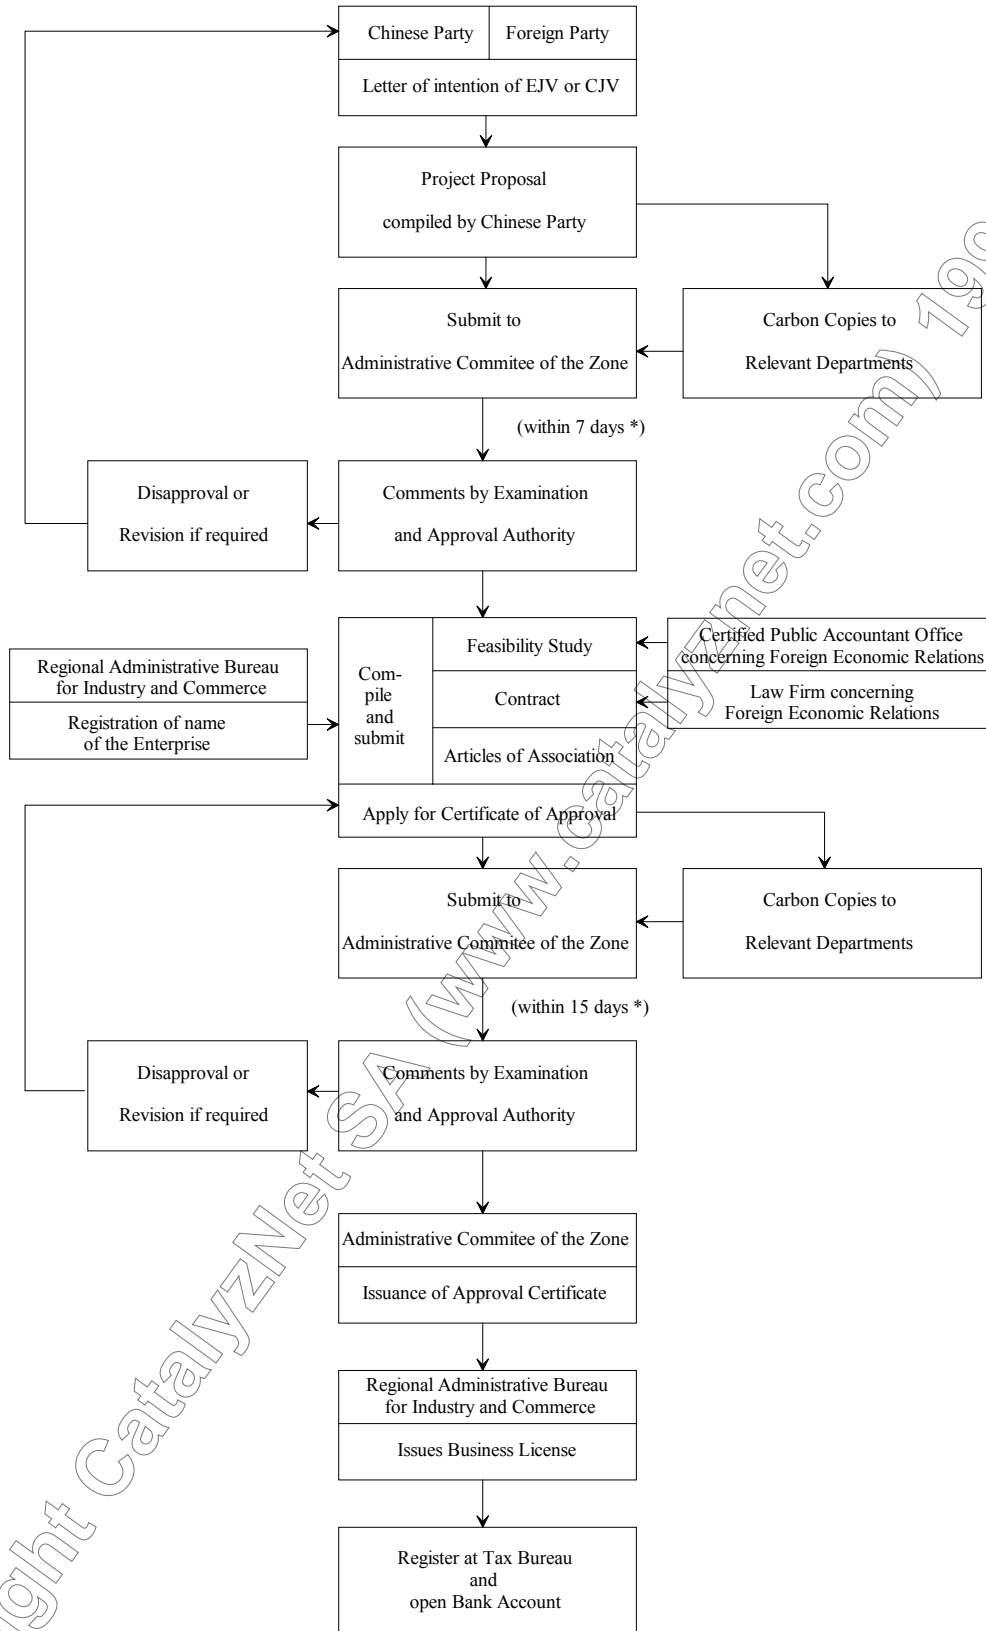 Chinese Party
Foreign Party
Letter of intention of EJV or CJV
Project Proposal
compiled by Chinese Party
Submit to
Administrative Commitee of the Zone
Carbon Copies to
Relevant Departments
(within 7 days *)
Disapproval or
Revision if required
Comments by Examination
and Approval Authority
Regional Administrative Bureau
for Industry and Commerce
Registration of name
of the Enterprise
Com-
pile
and
submit
Feasibility Study
Contract
Articles of Association
Certified Public Accountant Office
concerning Foreign Economic Relations
Law Firm concerning
Foreign Economic Relations
Apply for Certificate of Approval
Submit to
Administrative Commitee of the Zone
Carbon Copies to
Relevant Departments
(within 15 days *)
Disapproval or
Revision if required
Comments by Examination
and Approval Authority
Administrative Commitee of the Zone
Issuance of Approval Certificate
Regional Administrative Bureau
for Industry and Commerce
Issues Business License
Register at Tax Bureau
and
open Bank Account
CatalyzNet SA (www.catalyznet.com)